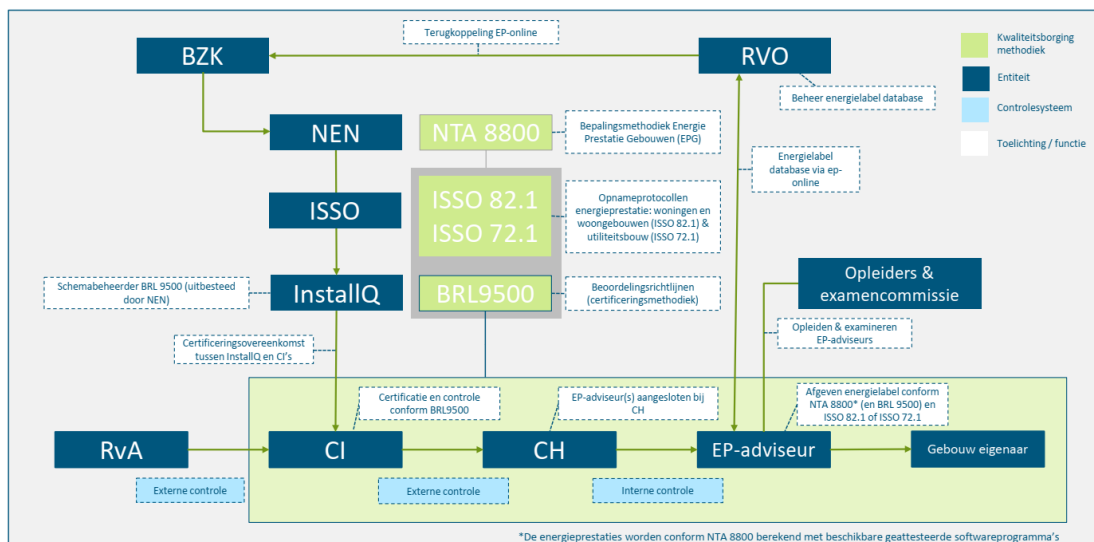 Terugkoppeling EP-online
BZK
RVO
Kwaliteitsborging
methodiek
Entiteit
Controlesysteem
Toelichting / functie
Beheer energielabel database
NEN
NTA 8800
Bepalingsmethodiek Energie
Prestatie Gebouwen (EPG)
Energielabel
database via ep-
online
ISSO
ISSO 82.1
ISSO 72.1
Opnameprotocollen
energieprestatie: woningen en
woongebouwen (ISSO 82.1) &
utiliteitsbouw (ISSO 72.1)
Schemabeheerder BRL 9500 (uitbesteed
door NEN)
InstallQ
BRL9500
Beoordelingsrichtlijnen
(certificeringsmethodiek)
Opleiders &
examencommissie
Certificeringsovereenkomst
tussen InstallQ en CI's
Opleiden & examineren
EP-adviseurs
Certificatie en controle
conform BRL9500
EP-adviseur(s) aangesloten bij
CH
Afgeven energielabel conform
NTA 8800* (en BRL 9500) en
ISSO 82.1 of ISSO 72.1
RvA
CI
CH
EP-adviseur
Gebouw eigenaar
Externe controle
Externe controle
Interne controle
*De energieprestaties worden conform NTA 8800 berekend met beschikbare geattesteerde softwareprogramma's